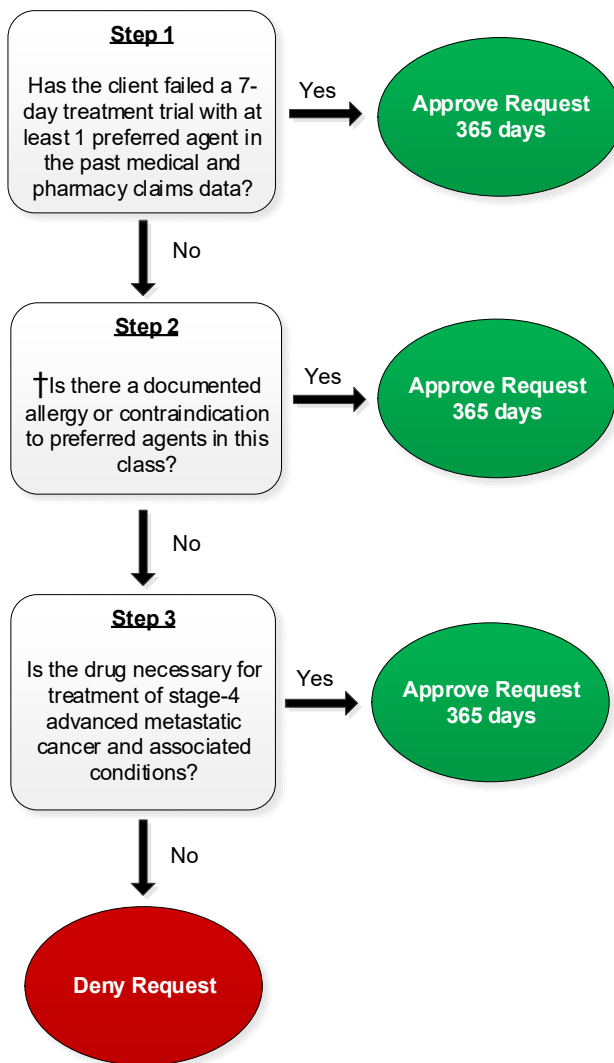 Step 1
Has the client failed a 7-
day treatment trial with at
least 1 preferred agent in
the past medical and
pharmacy claims data?
Yes
Approve Request
365 days
No
Step 2
†Is there a documented
allergy or contraindication
to preferred agents in this
class?
Yes
Approve Request
365 days
No
Step 3
Is the drug necessary for
treatment of stage-4
advanced metastatic
cancer and associated
conditions?
Yes
Approve Request
365 days
No
Deny Request